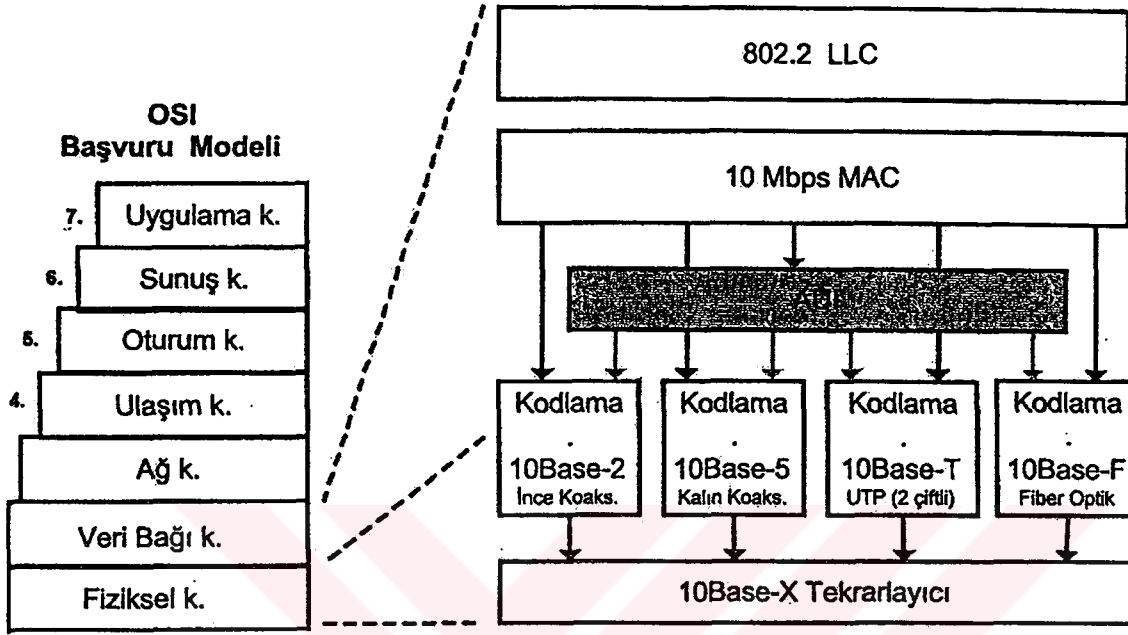 OSI
Başvuru Modeli
7. Uygulama k.
6. Sunuş k.
5. Oturum k.
4. Ulaşım k.
Ağ k.
Veri Bağı k.
Fiziksel k.
802.2 LLC
10 Mbps MAC
Kodlama
10Base-2
İnce Koaks.
Kodlama
10Base-5
Kalın Koaks.
Kodlama
10Base-T
UTP (2 çiftli)
Kodlama
10Base-F
Fiber Optik
10Base-X Tekrarlayıcı